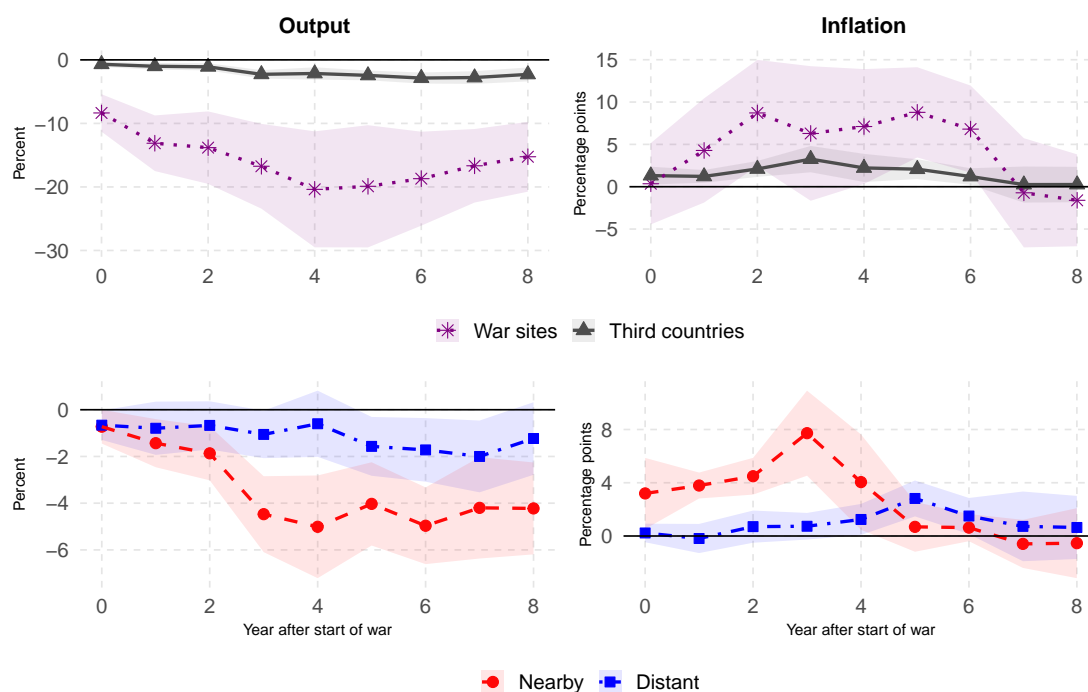 Output
Inflation
Percent
0
−10
−20
−30
0 2 4 6 8
Percentage points
15
10
5
0
−5
0 2 4 6 8
War sites Third countries
Percent
0
−2
−4
−6
0 2 4 6 8
Year after start of war
Percentage points
8
4
0
0 2 4 6 8
Year after start of war
Nearby Distant